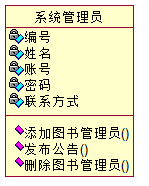 系统管理员
编号
姓名
账号
密码
联系方式
添加图书管理员()
发布公告()
删除图书管理员()